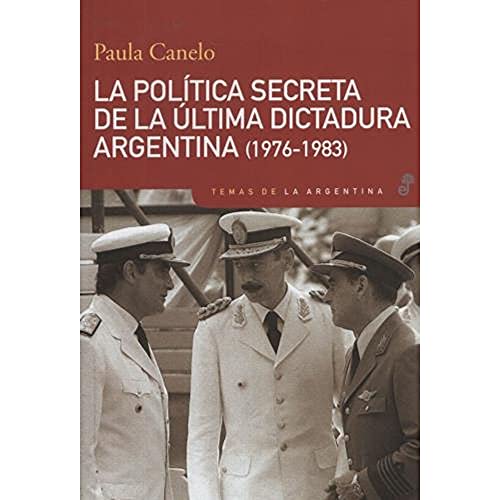 Paula Canelo
LA POLÍTICA SECRETA
DE LA ÚLTIMA DICTADURA
ARGENTINA (1976-1983)
TEMAS DE LA ARGENTINA